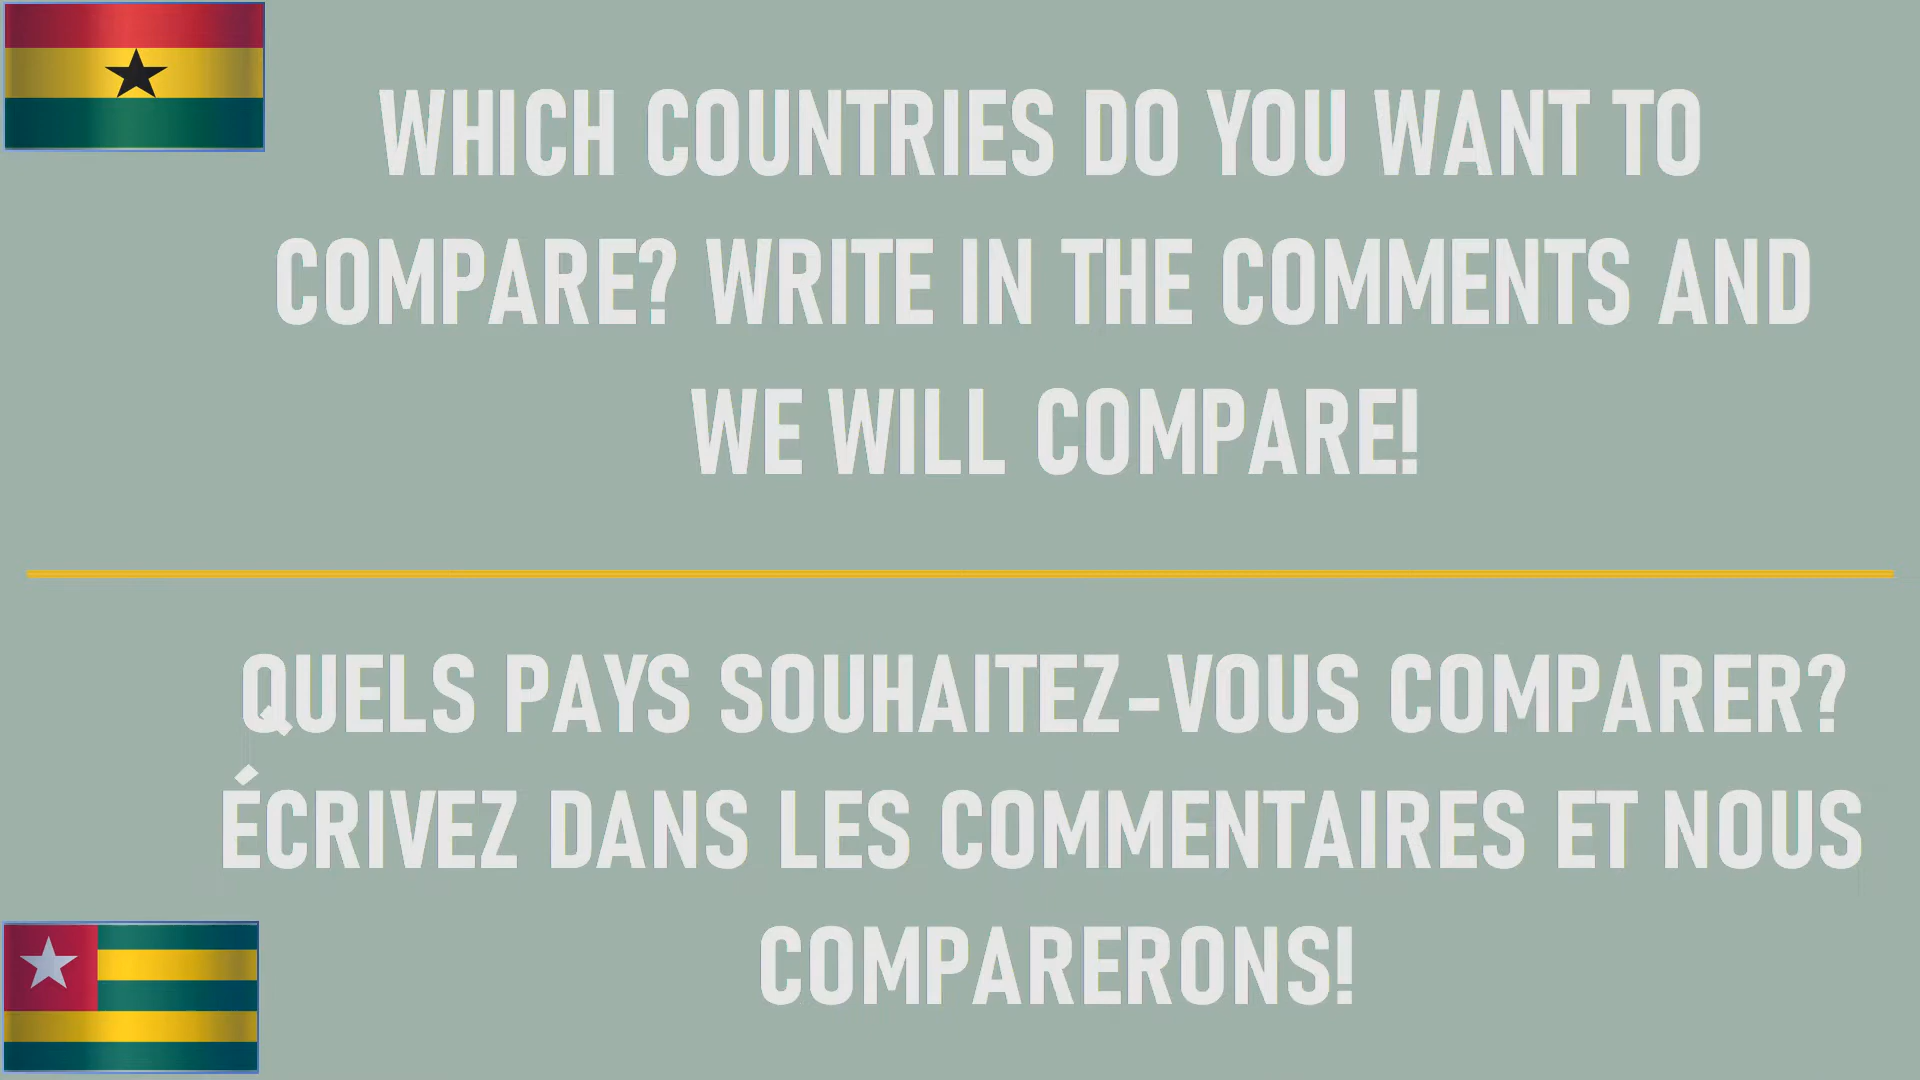 WHICH COUNTRIES DO YOU WANT TO
COMPARE? WRITE IN THE COMMENTS AND
WE WILL COMPARE!
QUELS PAYS SOUHAITEZ-VOUS COMPARER?
ÉCRIVEZ DANS LES COMMENTAIRES ET NOUS
COMPARERONS!